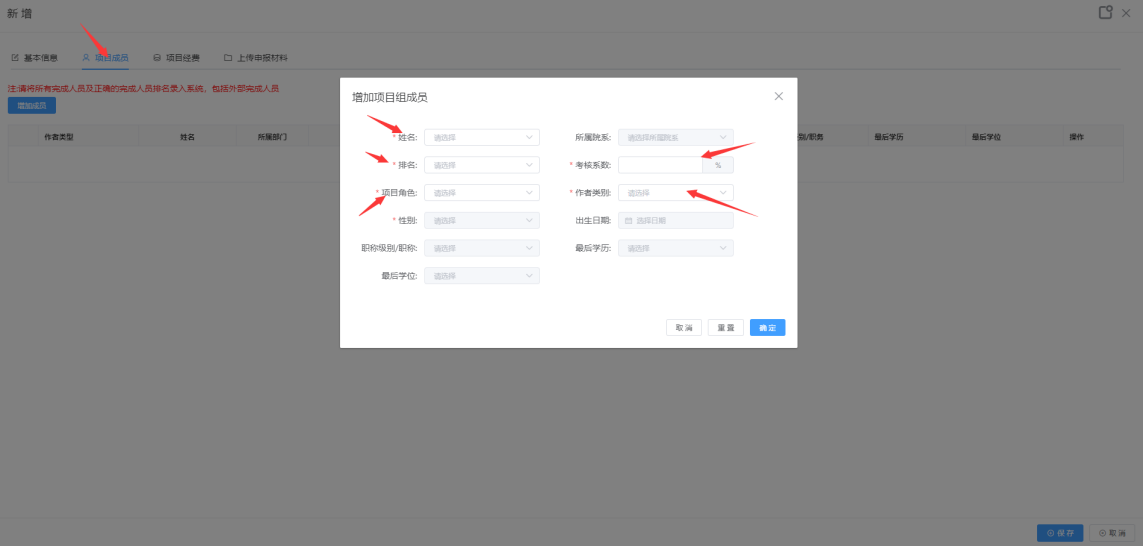 新增
基本信息 项目成员 项目经费 上传申报材料
注:请将所有完成人员及正确的完成人员排名录入系统，包括外部完成人员
增加成员
作者类型 姓名 所属部门 别/职务 最后学历 最后学位 操作
增加项目组成员
* 姓名: 请选择 所属院系: 请选择所属院系
* 排名: 请选择 * 考核系数: %
* 项目角色: 请选择 * 作者类别: 请选择
* 性别: 请选择 出生日期: 选择日期
职称级别/职称: 请选择 最后学历: 请选择
最后学位: 请选择
取消 重置 确定
保存 取消